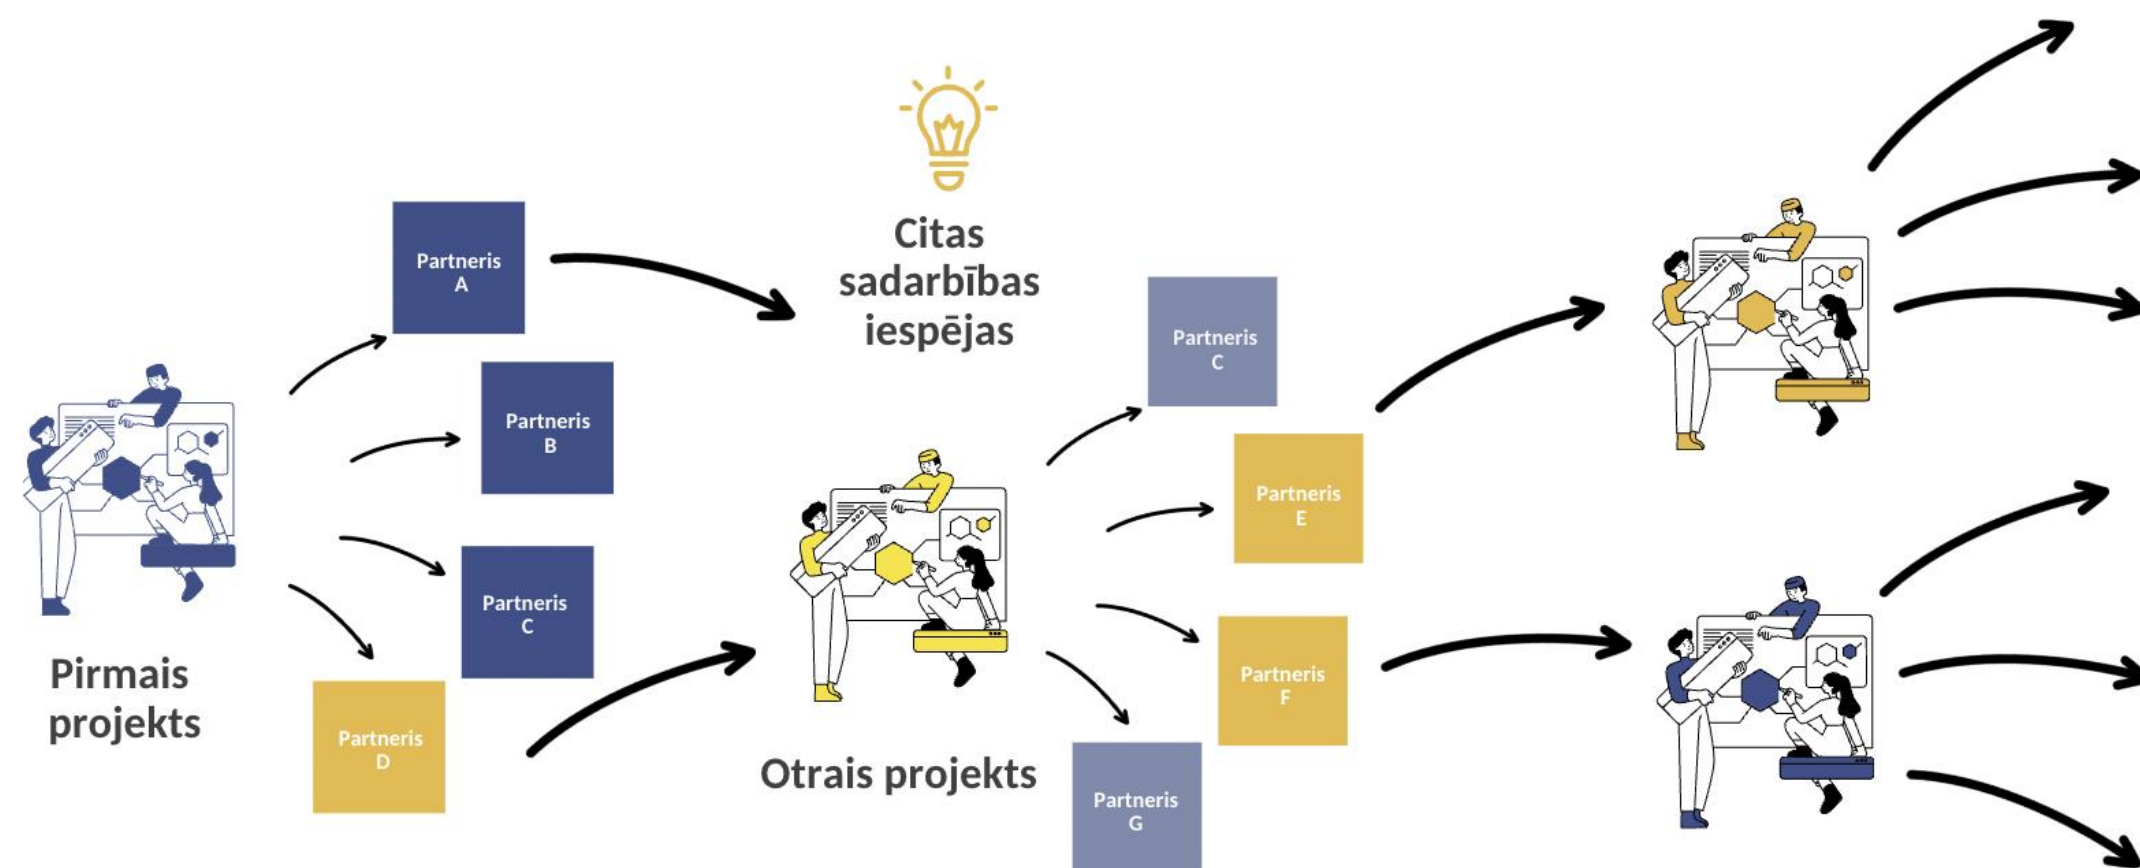 Pirmais
projekts
Partneris
A
Partneris
B
Partneris
C
Partneris
D
Citas
sadarbības
iespējas
Otrais projekts
Partneris
C
Partneris
E
Partneris
F
Partneris
G